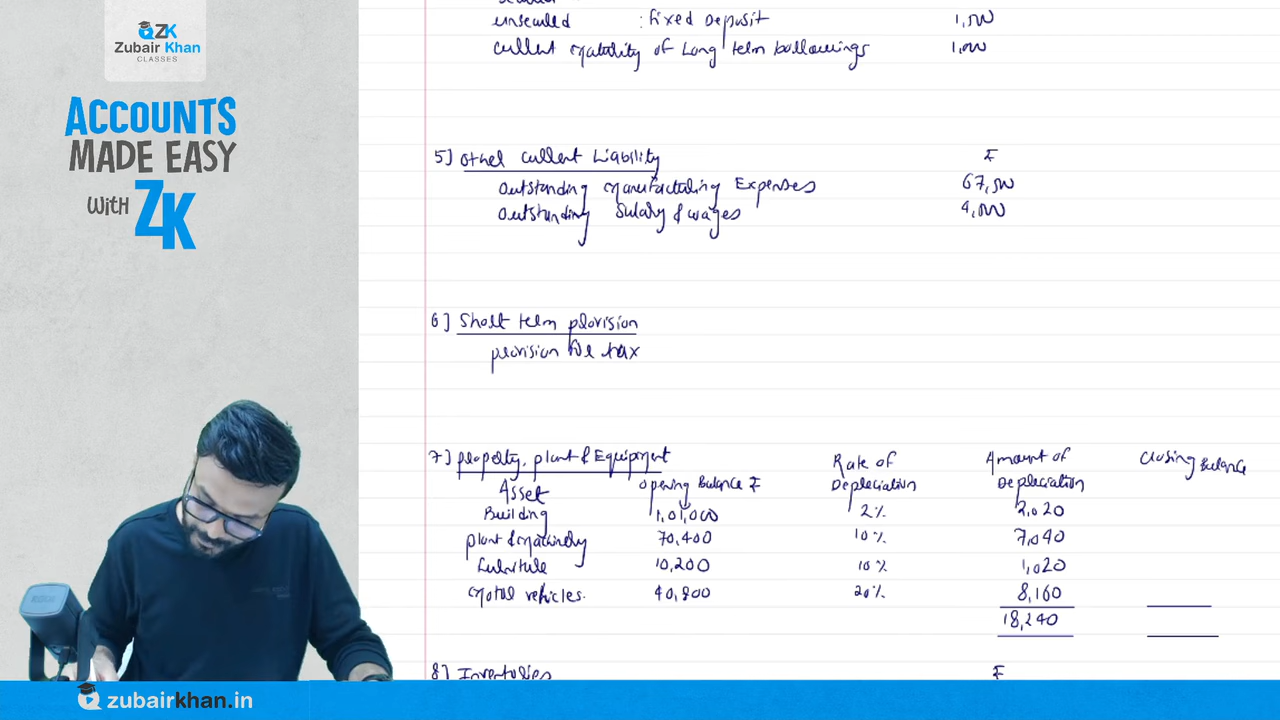 ZK
Zubair Khan
CLASSES
ACCOUNTS
MADE EASY
WITH ZK
unsecured : fixed Deposit 1,500
current maturity of Long term borrowings 1,000
5] Other current Liability ₹
Outstanding manufacturing Expenses 67,500
Outstanding Salary & wages 4,000
6] Short term provision
provision for tax
7] Property, plant & Equipment Rate of Amount of Closing Balance
Asset Opening Balance ₹ Depreciation Depreciation
Building 1,01,000 2% 2,020
plant & machinery 70,400 10% 7,040
furniture 10,200 10% 1,020
motor vehicles. 40,800 20% 8,160
18,240
8] Inventories ₹
zubairkhan.in